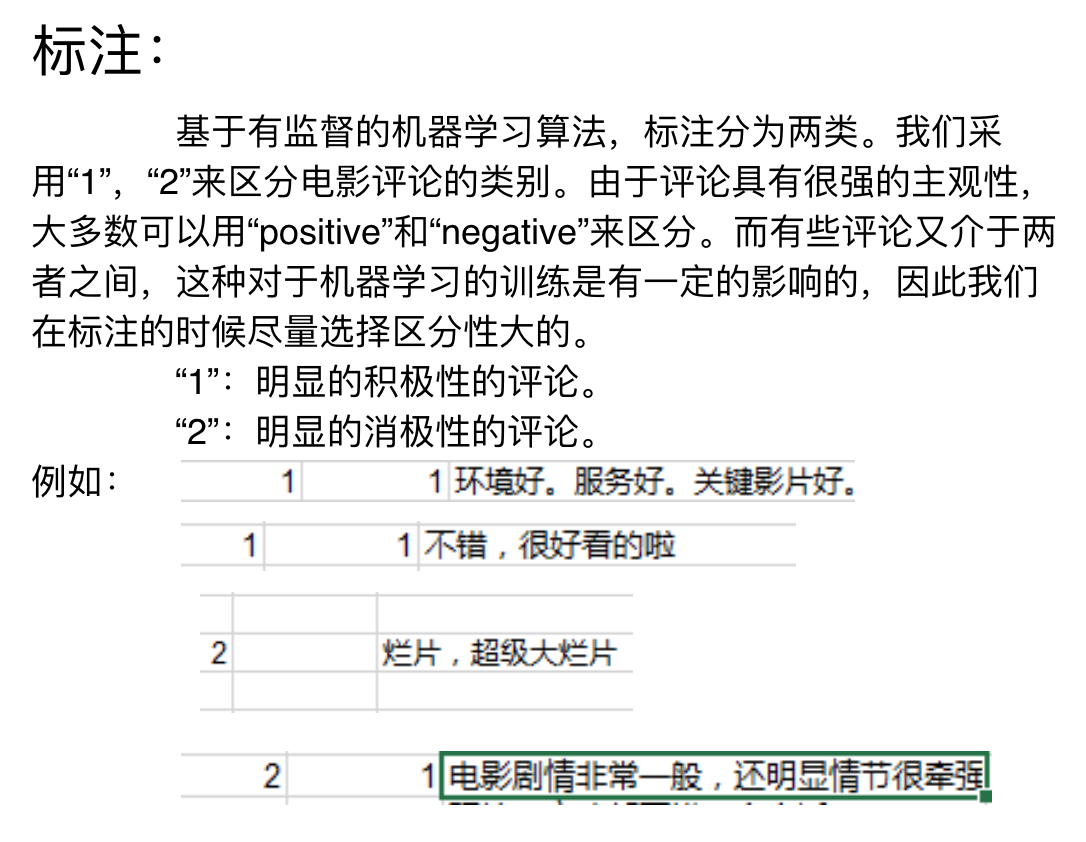 标注：
基于有监督的机器学习算法，标注分为两类。我们采
用“1”，“2”来区分电影评论的类别。由于评论具有很强的主观性，
大多数可以用“positive”和“negative”来区分。而有些评论又介于两
者之间，这种对于机器学习的训练是有一定的影响的，因此我们
在标注的时候尽量选择区分性大的。
“1”：明显的积极性的评论。
“2”：明显的消极性的评论。
例如： 1 1 环境好。服务好。关键影片好。
1 1 不错，很好看的啦
2 烂片，超级大烂片
2 1 电影剧情非常一般，还明显情节很牵强